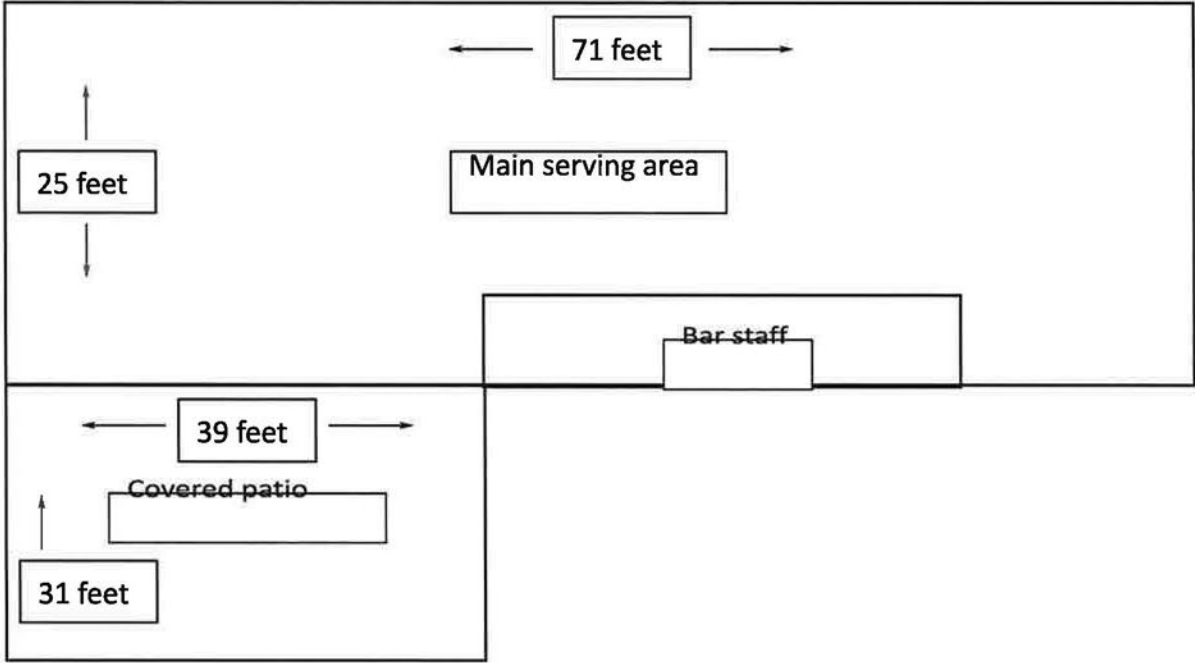 71 feet
Main serving area
25 feet
Bar staff
39 feet
Covered patio
31 feet